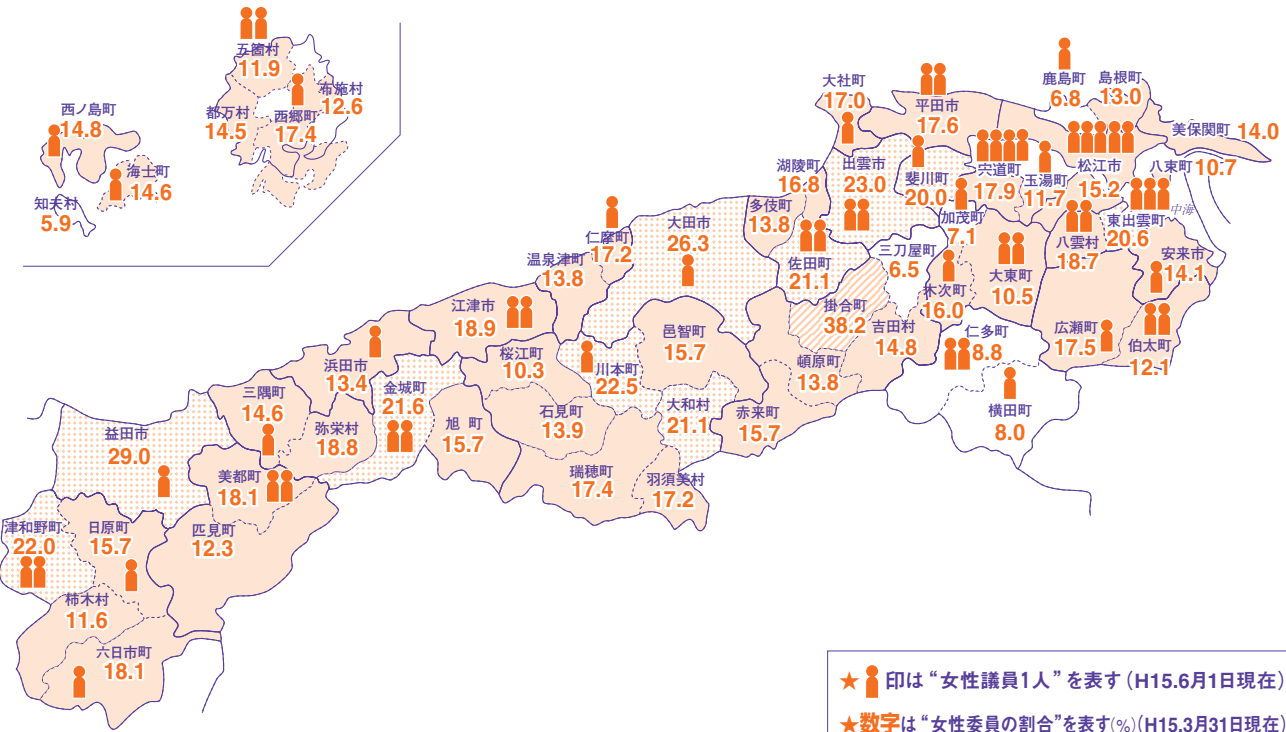 五箇村
11.9
布施村
12.6
都万村
14.5
西郷町
17.4
西ノ島町
14.8
海士町
14.6
知夫村
5.9
鹿島町
6.8
島根町
13.0
美保関町 14.0
大社町
17.0
平田市
17.6
松江市
15.2
八束町 10.7
中海
宍道町
17.9
玉湯町
11.7
東出雲町
20.6
安来市
14.1
湖陵町
16.8
出雲市
23.0
斐川町
20.0
加茂町
7.1
八雲村
18.7
多伎町
13.8
大田市
26.3
仁摩町
17.2
温泉津町
13.8
佐田町
21.1
三刀屋町
6.5
木次町
16.0
大東町
10.5
広瀬町
17.5
伯太町
12.1
掛合町
38.2
吉田村
14.8
仁多町
8.8
横田町
8.0
頓原町
13.8
赤来町
15.7
江津市
18.9
邑智町
15.7
桜江町
10.3
川本町
22.5
大和村
21.1
浜田市
13.4
金城町
21.6
旭町
15.7
石見町
13.9
瑞穂町
17.4
羽須美村
17.2
三隅町
14.6
弥栄村
18.8
益田市
29.0
美都町
18.1
匹見町
12.3
津和野町
22.0
日原町
15.7
柿木村
11.6
六日市町
18.1
★印は“女性議員1人”を表す(H15.6月1日現在)
★数字は“女性委員の割合”を表す(%)(H15.3月31日現在)